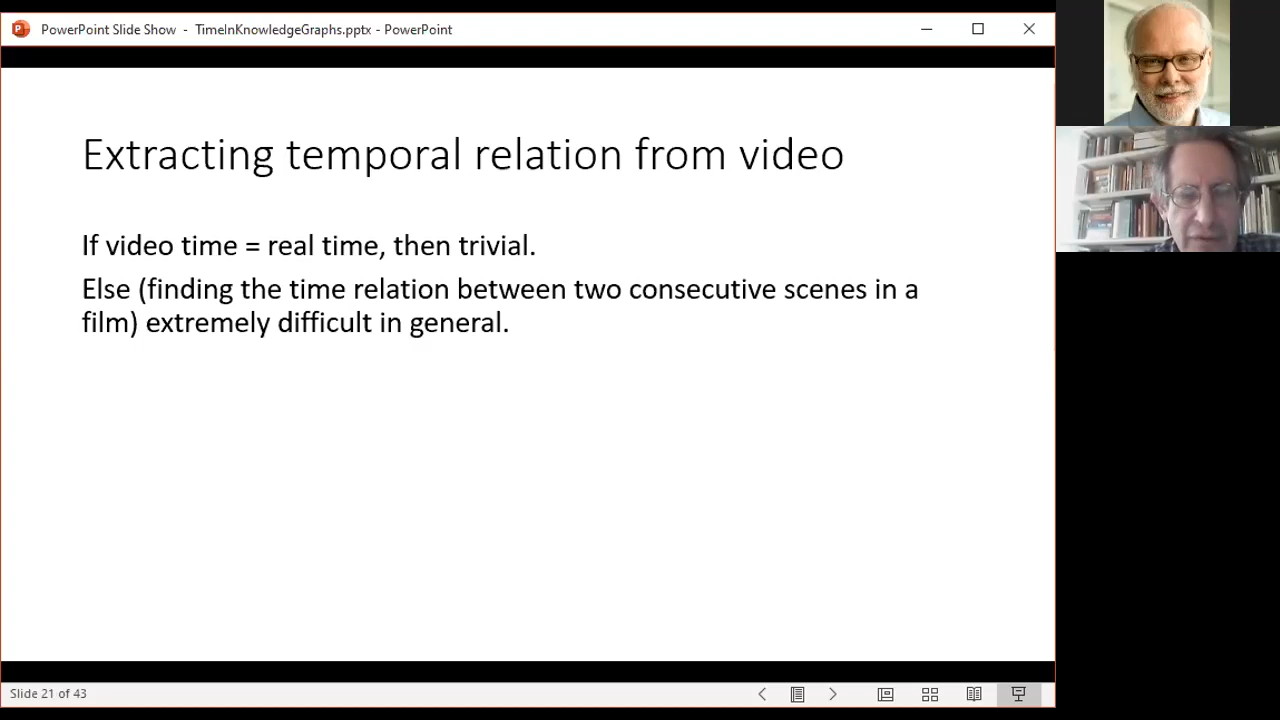 PowerPoint Slide Show - TimeInKnowledgeGraphs.pptx - PowerPoint
Extracting temporal relation from video
If video time = real time, then trivial.
Else (finding the time relation between two consecutive scenes in a
film) extremely difficult in general.
Slide 21 of 43